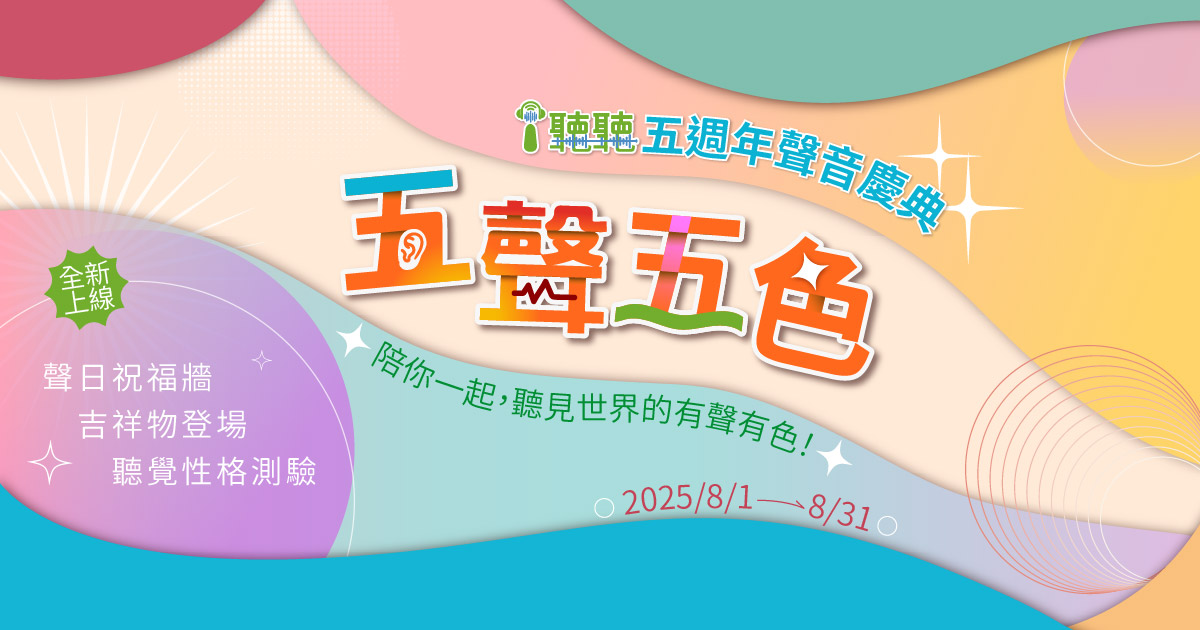 聽聽 五週年聲音慶典
五聲五色
陪你一起，聽見世界的有聲有色！
2025/8/1 8/31
全新
上線
聲日祝福牆
吉祥物登場
聽覺性格測驗